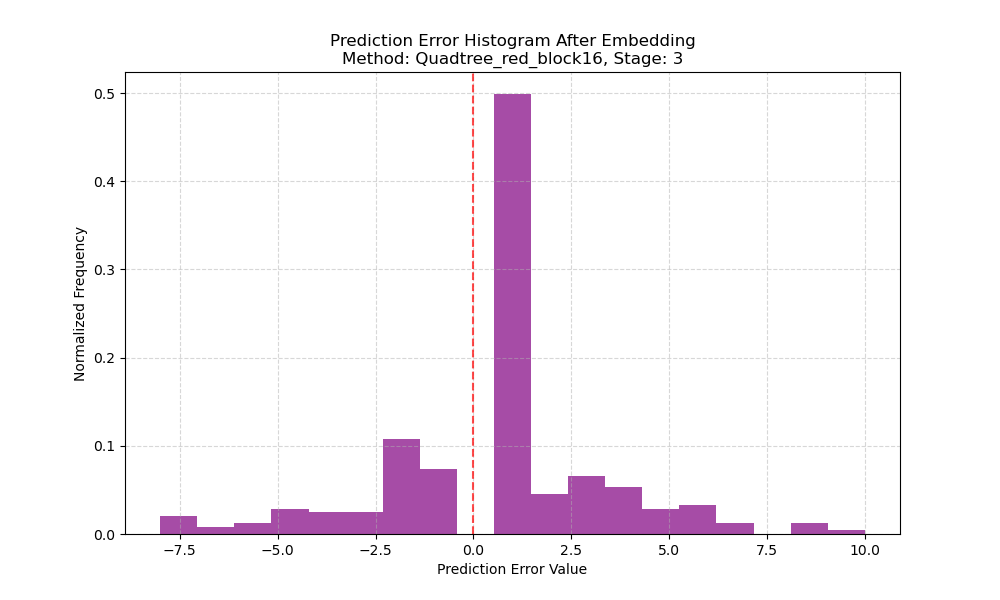 Prediction Error Histogram After Embedding
Method: Quadtree_red_block16, Stage: 3
Normalized Frequency
0.5
0.4
0.3
0.2
0.1
0.0
−7.5 −5.0 −2.5 0.0 2.5 5.0 7.5 10.0
Prediction Error Value